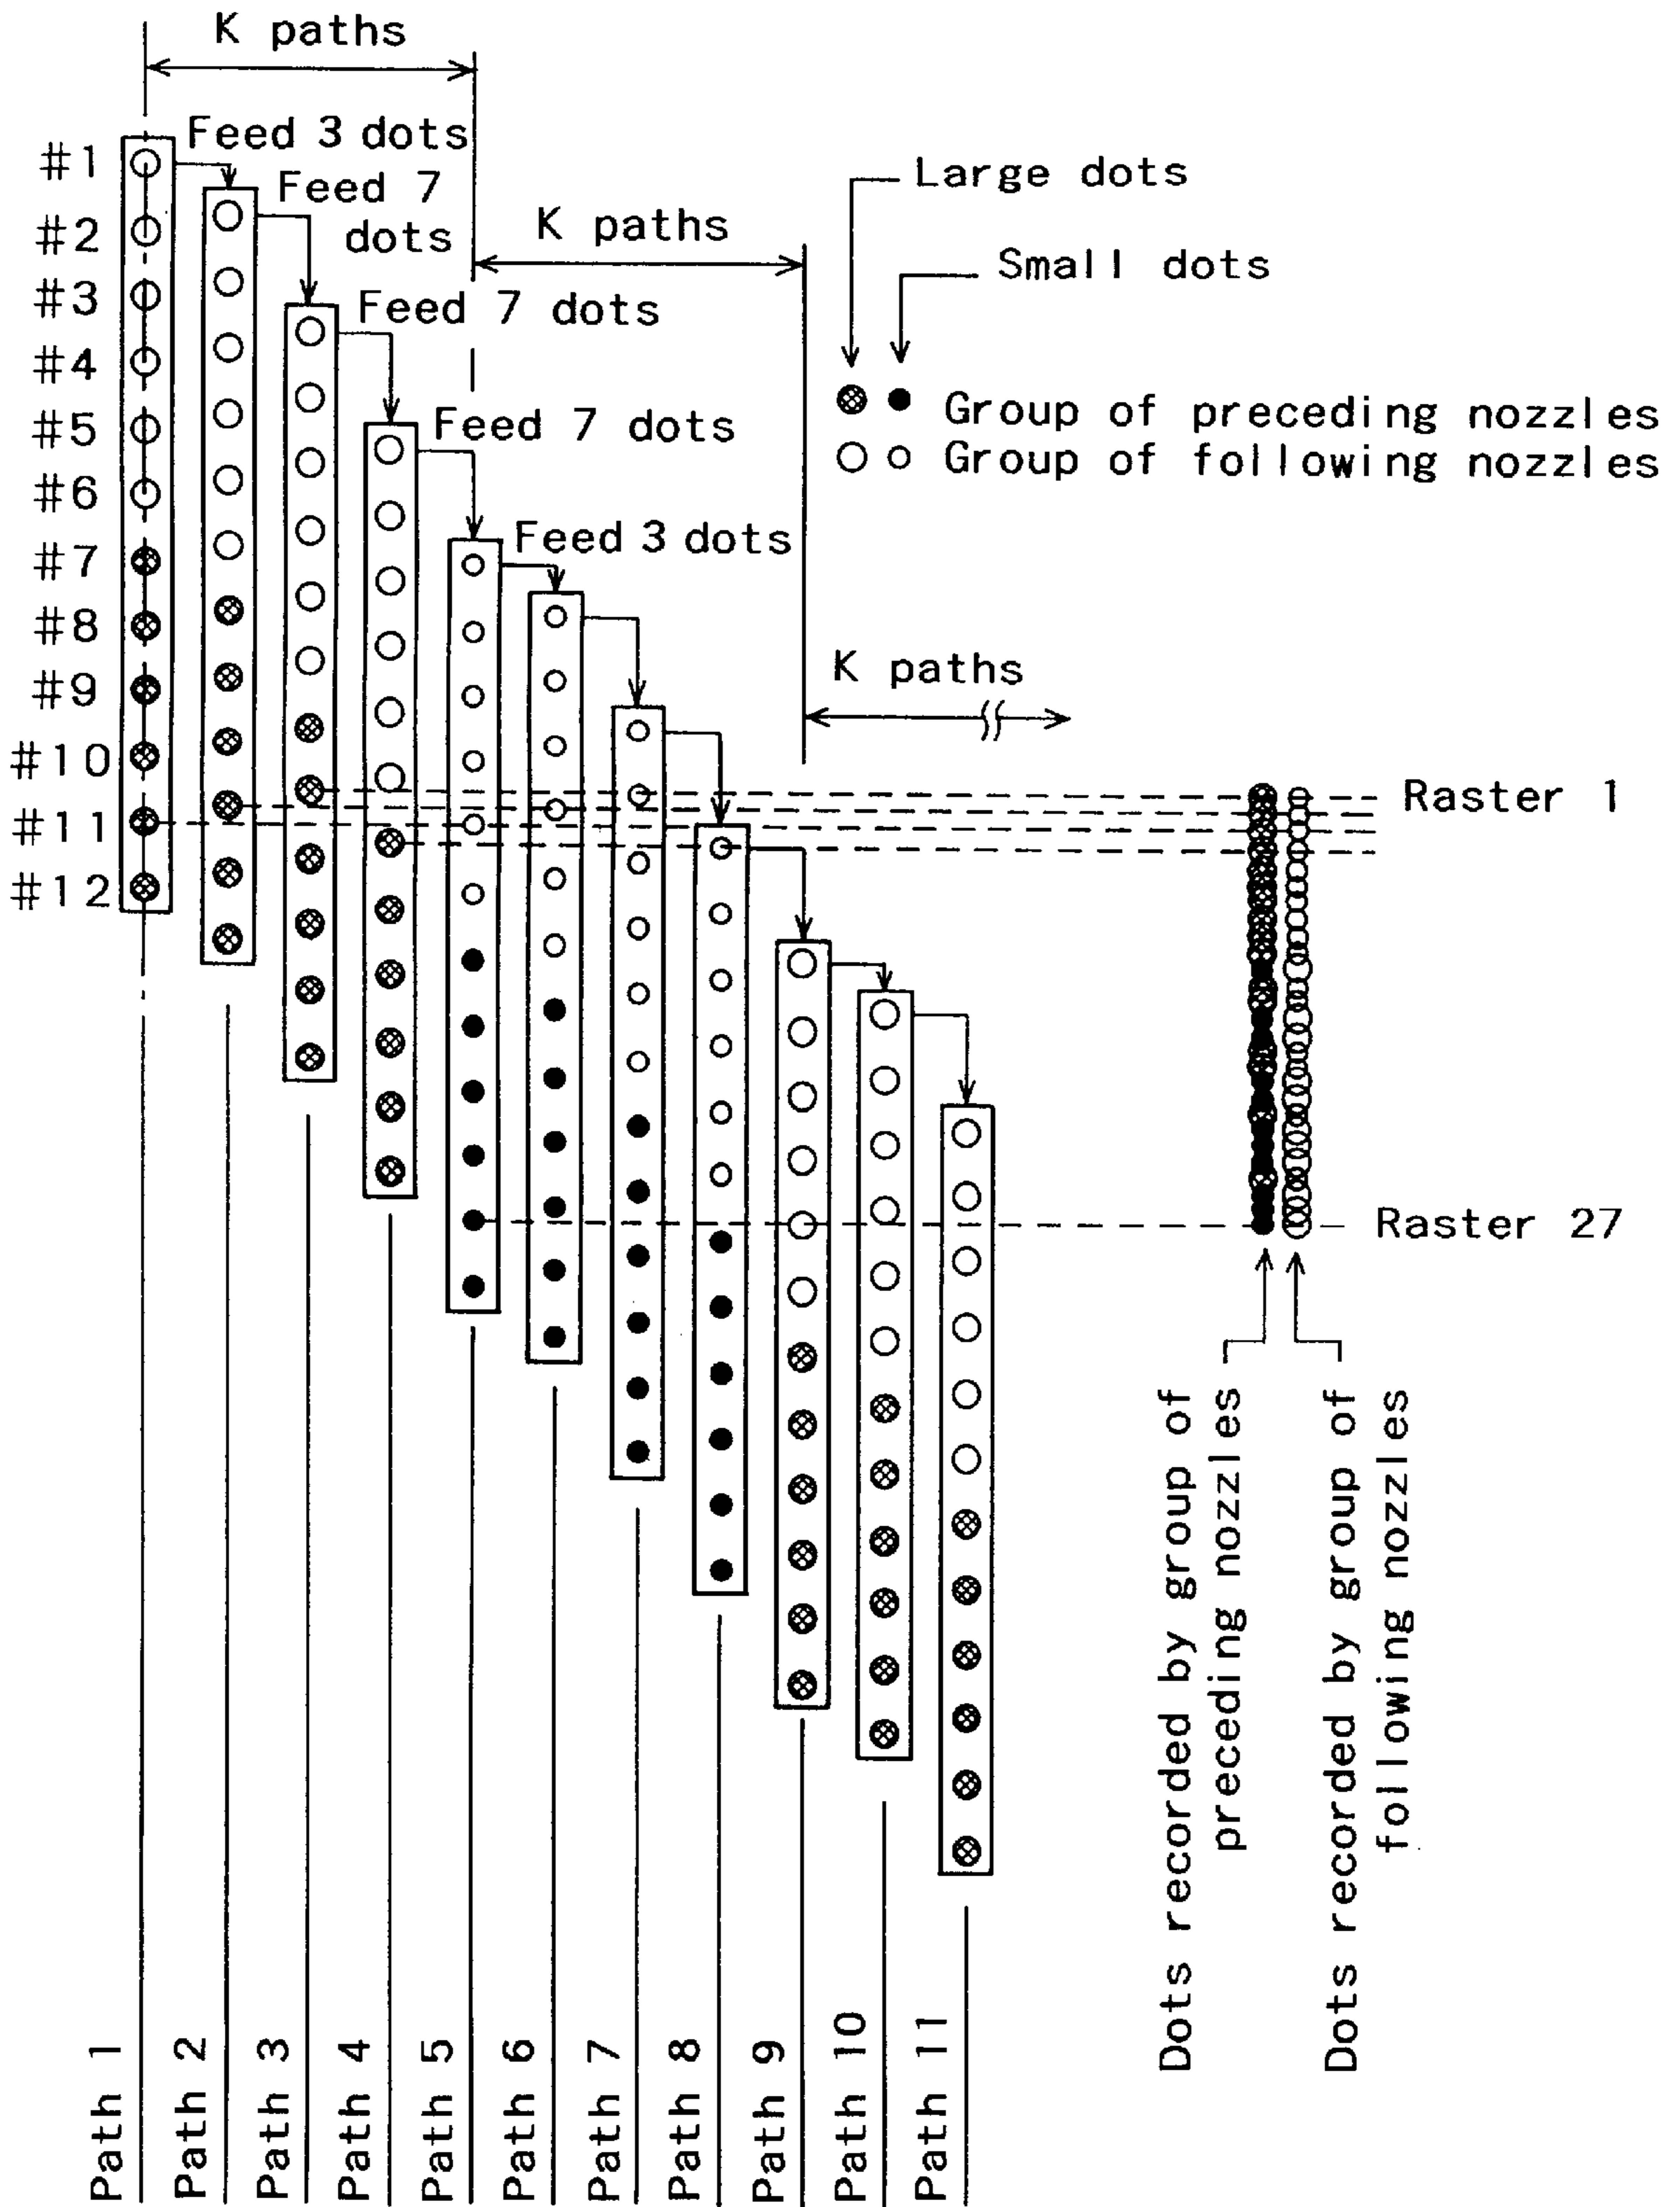 K paths
Feed 3 dots
Feed 7
dots
K paths
Feed 7 dots
Feed 7 dots
Feed 3 dots
K paths
#1
#2
#3
#4
#5
#6
#7
#8
#9
#10
#11
#12
Large dots
Small dots
Group of preceding nozzles
Group of following nozzles
Raster 1
Raster 27
Dots recorded by group of
preceding nozzles
Dots recorded by group of
following nozzles
Path 1
Path 2
Path 3
Path 4
Path 5
Path 6
Path 7
Path 8
Path 9
Path 10
Path 11